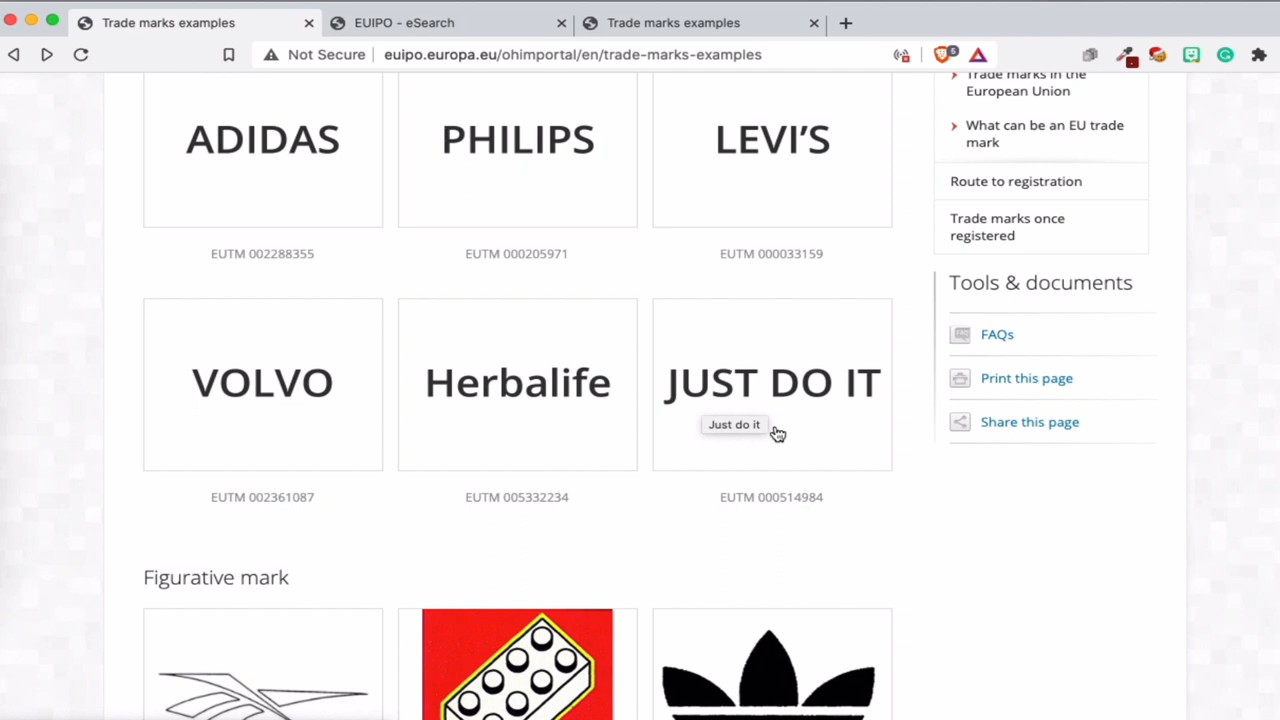 Trade marks examples
EUIPO - eSearch
Trade marks examples
Not Secure
euipo.europa.eu/ohimportal/en/trade-marks-examples
5
ADIDAS
PHILIPS
LEVI'S
EUTM 002288355
EUTM 000205971
EUTM 000033159
VOLVO
Herbalife
JUST DO IT
Just do it
EUTM 002361087
EUTM 005332234
EUTM 000514984
Figurative mark
Trade marks in the
European Union
What can be an EU trade
mark
Route to registration
Trade marks once
registered
Tools & documents
FAQs
Print this page
Share this page